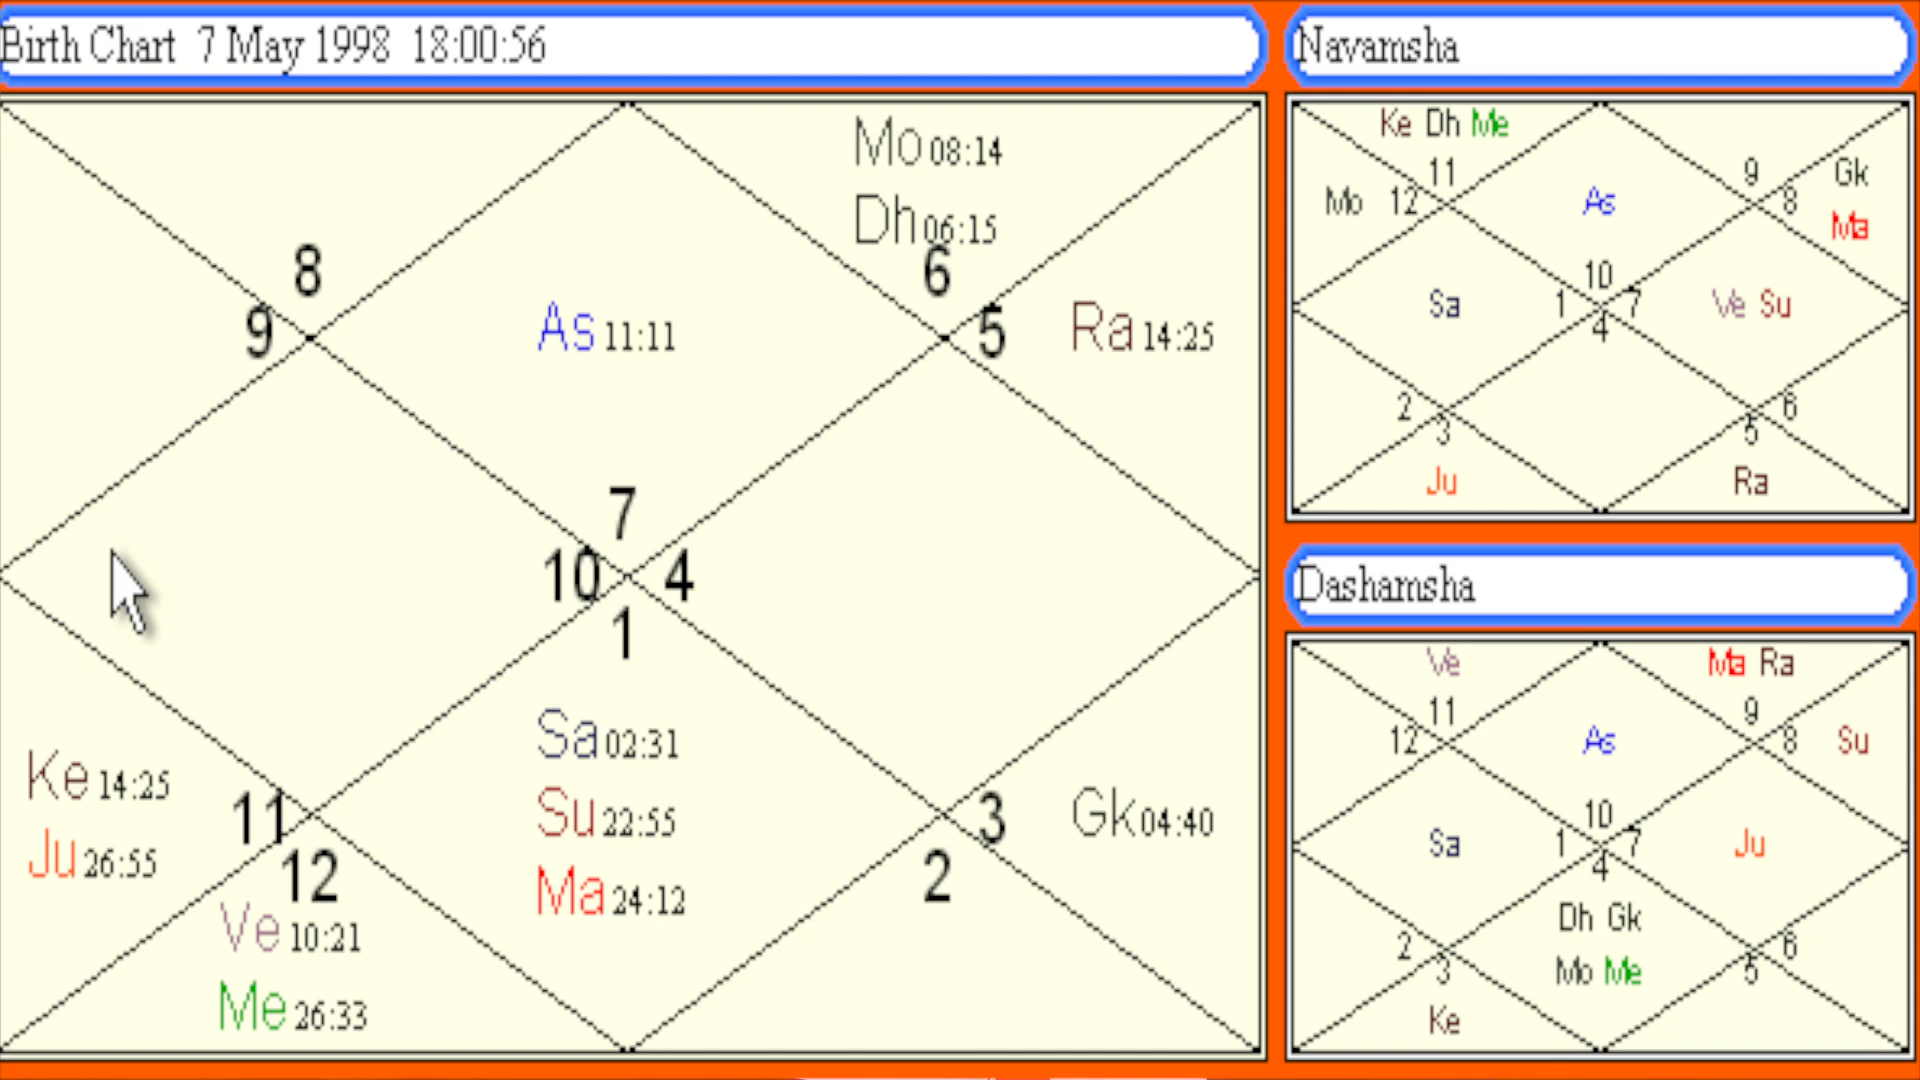 Birth Chart 7 May 1998 18:00:56
Mo 08:14
Dh 06:15
8
6
9
As 11:11
5
Ra 14:25
7
10
4
1
Sa 02:31
Ke 14:25
Su 22:55
11
3
Gk 04:40
Ju 26:55
12
Ma 24:12
2
Ve 10:21
Me 26:33
Navamsha
Ke Dh Me
11
9
Gk
Mo
12
As
8
Ma
10
Sa
1
7
Ve Su
4
2
6
3
5
Ju
Ra
Dashamsha
Ve
Ma Ra
11
9
12
As
8
Su
10
Sa
1
7
Ju
4
Dh Gk
2
6
3
Mo Me
5
Ke